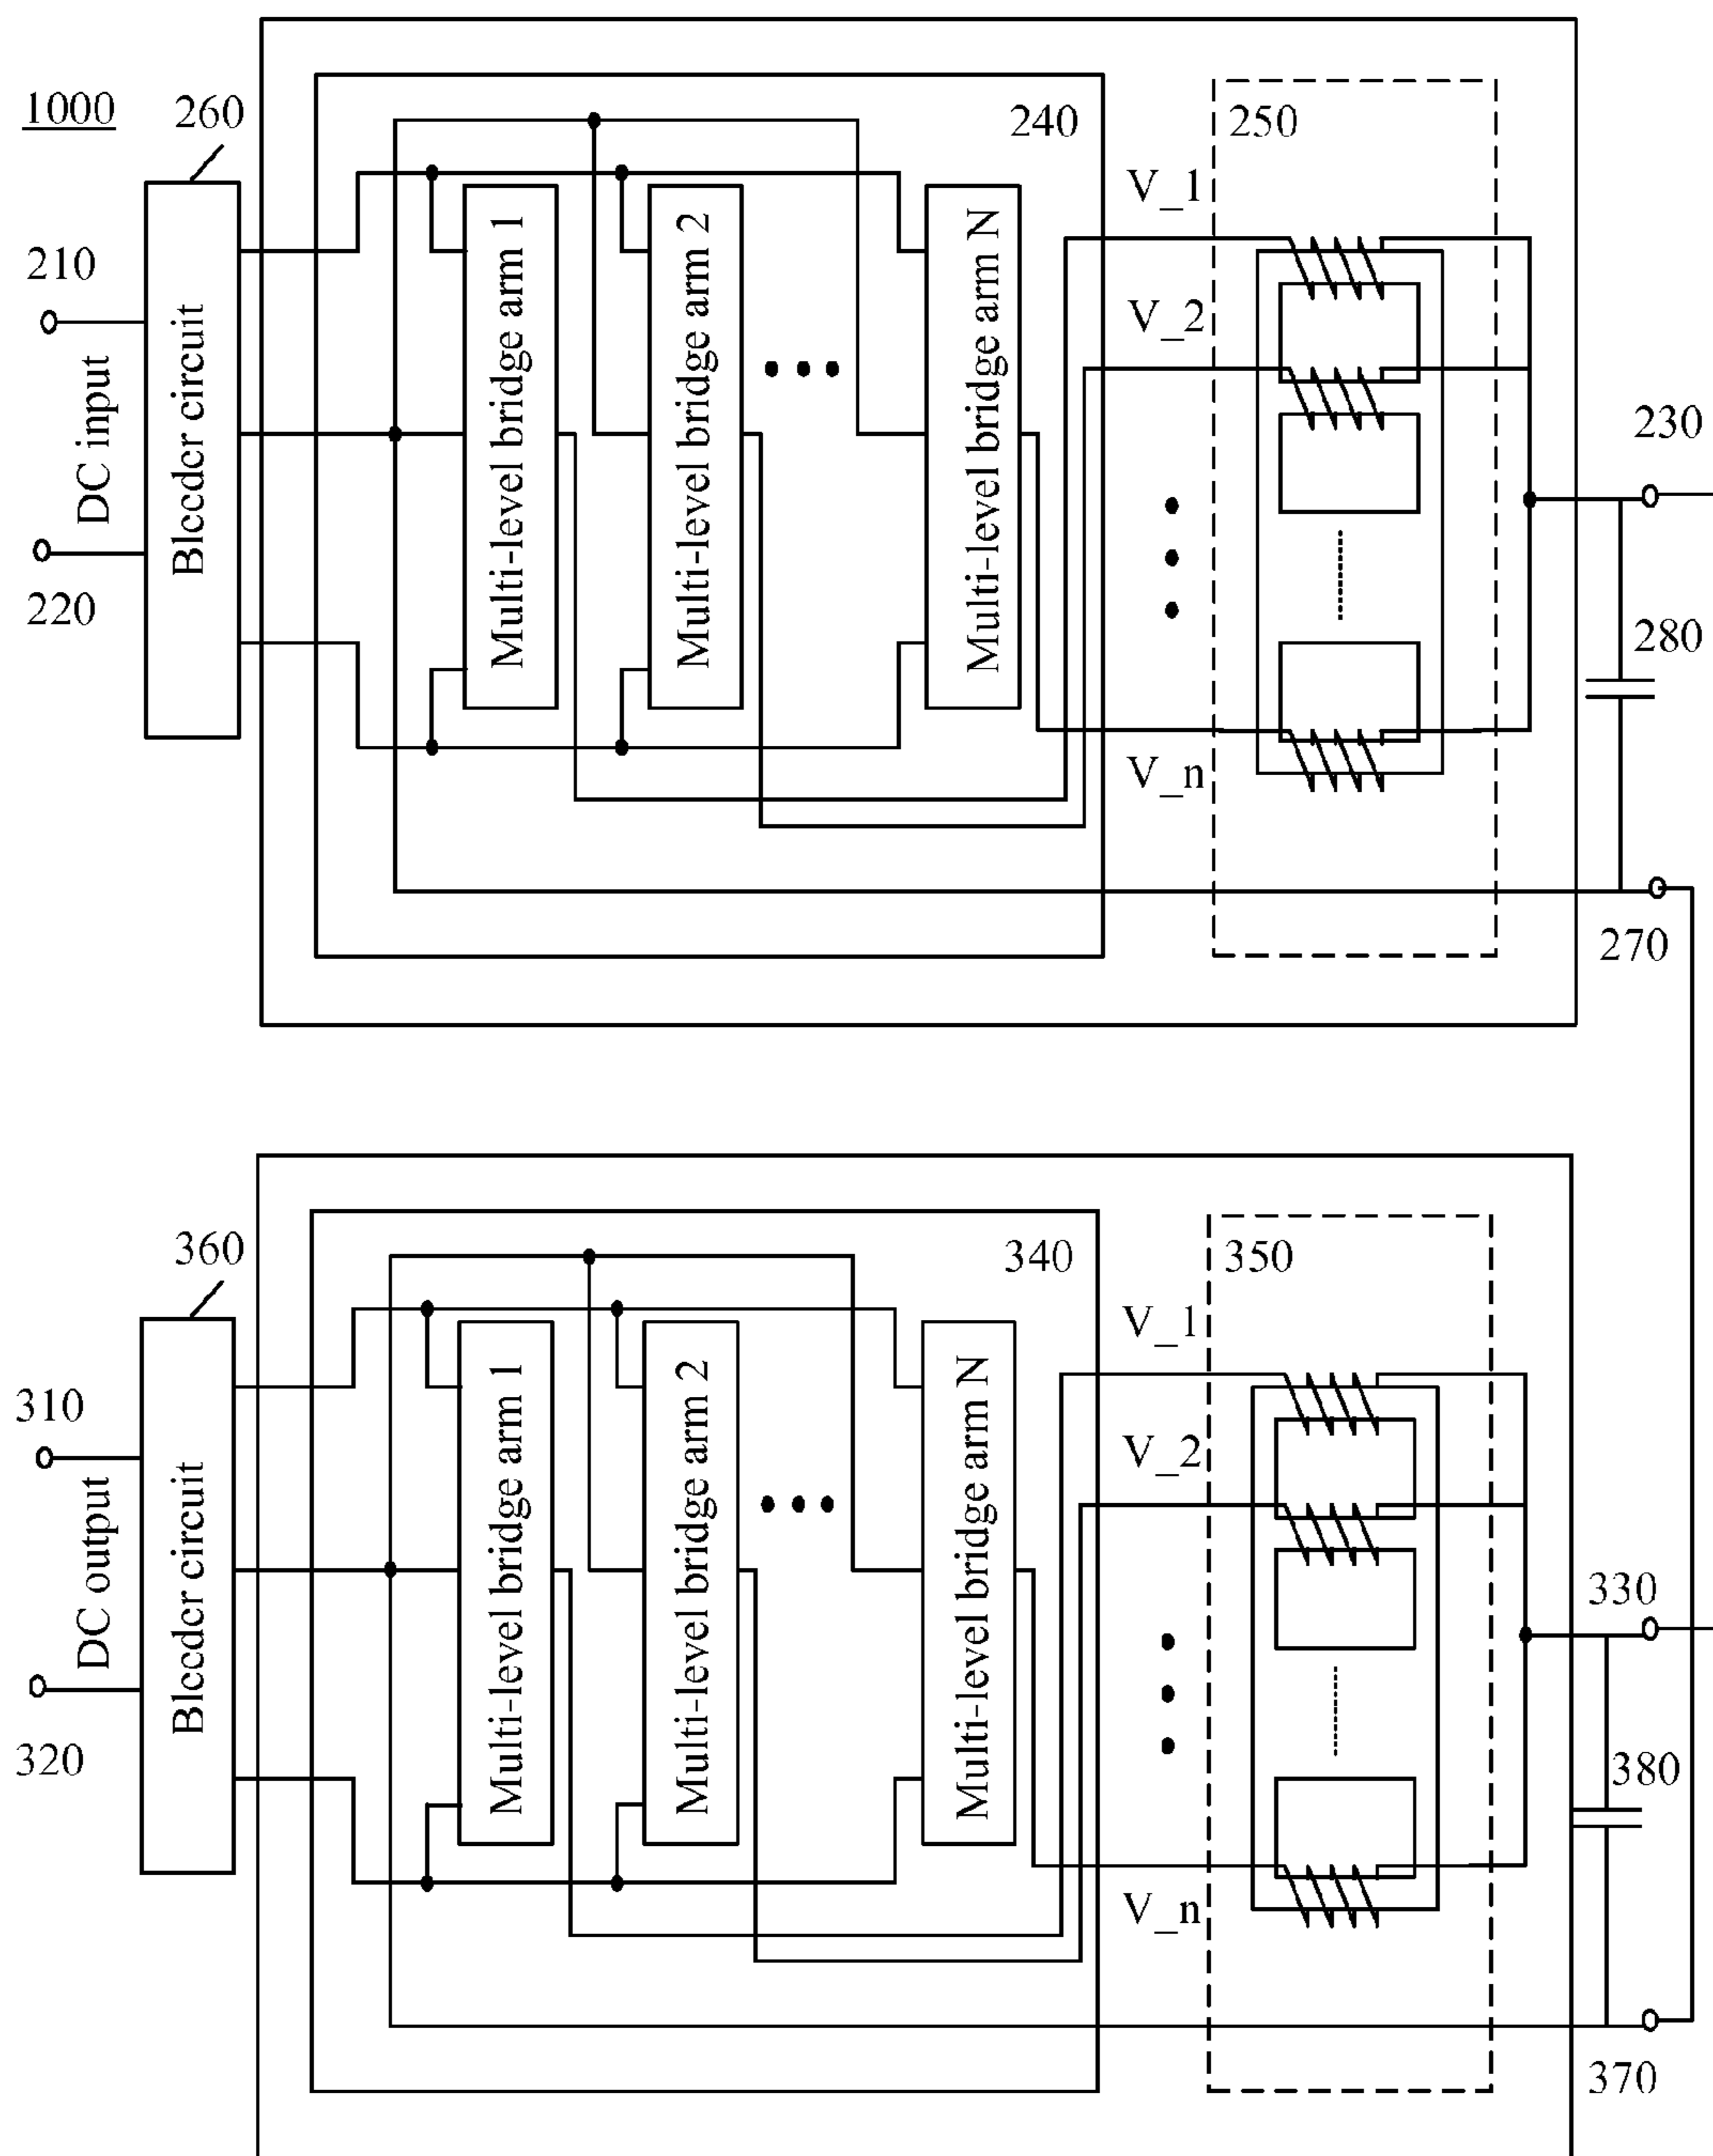 1000
260
240
250
V_1
210
V_2
DC input
Blccdcr circuit
Multi-level bridge arm 1
Multi-level bridge arm 2
Multi-level bridge arm N
230
220
280
V_n
270
360
340
350
V_1
310
V_2
DC output
Blccdcr circuit
Multi-level bridge arm 1
Multi-level bridge arm 2
Multi-level bridge arm N
330
320
380
V_n
370